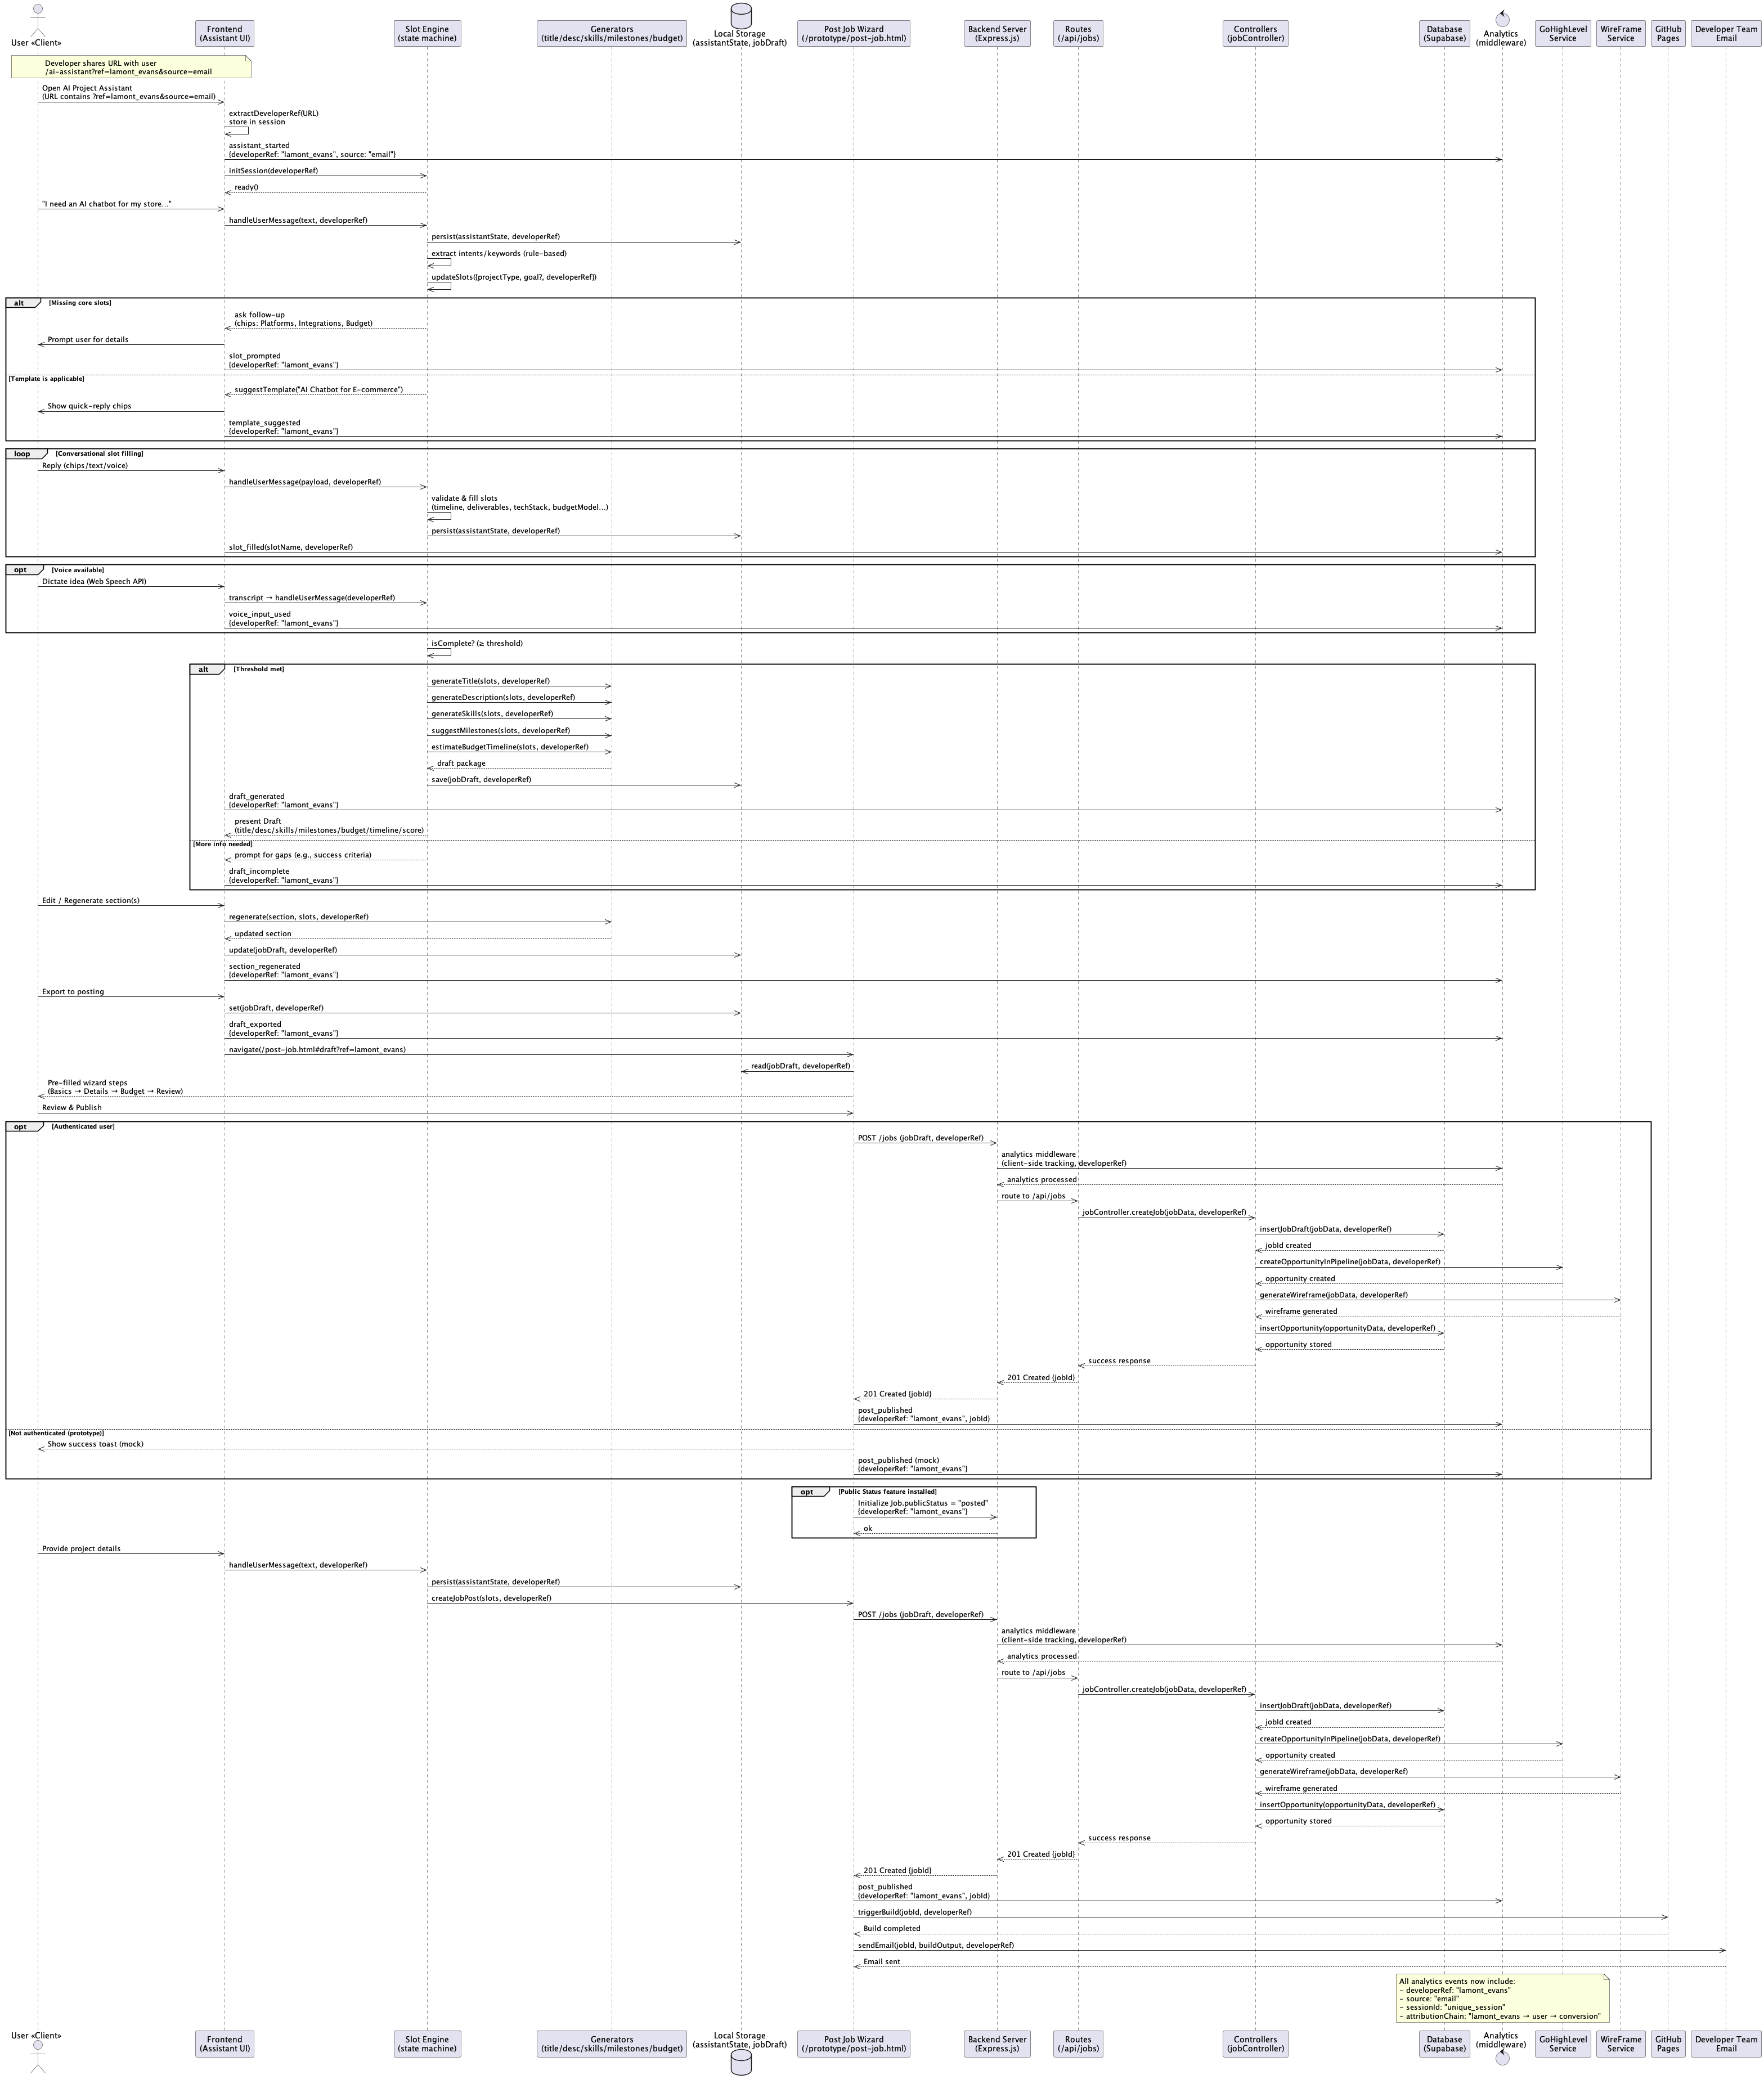 User «Client»
Frontend
(Assistant UI)
Slot Engine
(state machine)
Generators
(title/desc/skills/milestones/budget)
Local Storage
(assistantState, jobDraft)
Post Job Wizard
(/prototype/post-job.html)
Backend Server
(Express.js)
Routes
(/api/jobs)
Controllers
(jobController)
Database
(Supabase)
Analytics
(middleware)
GoHighLevel
Service
WireFrame
Service
GitHub
Pages
Developer Team
Email
Developer shares URL with user
/ai-assistant?ref=lamont_evans&source=email
Open AI Project Assistant
(URL contains ?ref=lamont_evans&source=email)
extractDeveloperRef(URL)
store in session
assistant_started
{developerRef: "lamont_evans", source: "email"}
initSession(developerRef)
ready()
"I need an AI chatbot for my store..."
handleUserMessage(text, developerRef)
persist(assistantState, developerRef)
extract intents/keywords (rule-based)
updateSlots([projectType, goal?, developerRef])
alt [Missing core slots]
ask follow-up
(chips: Platforms, Integrations, Budget)
Prompt user for details
slot_prompted
{developerRef: "lamont_evans"}
[Template is applicable]
suggestTemplate("AI Chatbot for E-commerce")
Show quick-reply chips
template_suggested
{developerRef: "lamont_evans"}
loop [Conversational slot filling]
Reply (chips/text/voice)
handleUserMessage(payload, developerRef)
validate & fill slots
(timeline, deliverables, techStack, budgetModel...)
persist(assistantState, developerRef)
slot_filled(slotName, developerRef)
opt [Voice available]
Dictate idea (Web Speech API)
transcript → handleUserMessage(developerRef)
voice_input_used
{developerRef: "lamont_evans"}
isComplete? (≥ threshold)
alt [Threshold met]
generateTitle(slots, developerRef)
generateDescription(slots, developerRef)
generateSkills(slots, developerRef)
suggestMilestones(slots, developerRef)
estimateBudgetTimeline(slots, developerRef)
draft package
save(jobDraft, developerRef)
draft_generated
{developerRef: "lamont_evans"}
present Draft
(title/desc/skills/milestones/budget/timeline/score)
[More info needed]
prompt for gaps (e.g., success criteria)
draft_incomplete
{developerRef: "lamont_evans"}
Edit / Regenerate section(s)
regenerate(section, slots, developerRef)
updated section
update(jobDraft, developerRef)
section_regenerated
{developerRef: "lamont_evans"}
Export to posting
set(jobDraft, developerRef)
draft_exported
{developerRef: "lamont_evans"}
navigate(/post-job.html#draft?ref=lamont_evans)
read(jobDraft, developerRef)
Pre-filled wizard steps
(Basics → Details → Budget → Review)
Review & Publish
opt [Authenticated user]
POST /jobs (jobDraft, developerRef)
analytics middleware
(client-side tracking, developerRef)
analytics processed
route to /api/jobs
jobController.createJob(jobData, developerRef)
insertJobDraft(jobData, developerRef)
jobId created
createOpportunityInPipeline(jobData, developerRef)
opportunity created
generateWireframe(jobData, developerRef)
wireframe generated
insertOpportunity(opportunityData, developerRef)
opportunity stored
success response
201 Created {jobId}
201 Created {jobId}
post_published
{developerRef: "lamont_evans", jobId}
[Not authenticated (prototype)]
Show success toast (mock)
post_published (mock)
{developerRef: "lamont_evans"}
opt [Public Status feature installed]
Initialize Job.publicStatus = "posted"
{developerRef: "lamont_evans"}
ok
Provide project details
handleUserMessage(text, developerRef)
persist(assistantState, developerRef)
createJobPost(slots, developerRef)
POST /jobs (jobDraft, developerRef)
analytics middleware
(client-side tracking, developerRef)
analytics processed
route to /api/jobs
jobController.createJob(jobData, developerRef)
insertJobDraft(jobData, developerRef)
jobId created
createOpportunityInPipeline(jobData, developerRef)
opportunity created
generateWireframe(jobData, developerRef)
wireframe generated
insertOpportunity(opportunityData, developerRef)
opportunity stored
success response
201 Created {jobId}
201 Created {jobId}
post_published
{developerRef: "lamont_evans", jobId}
triggerBuild(jobId, developerRef)
Build completed
sendEmail(jobId, buildOutput, developerRef)
Email sent
All analytics events now include:
- developerRef: "lamont_evans"
- source: "email"
- sessionId: "unique_session"
- attributionChain: "lamont_evans → user → conversion"
User «Client»
Frontend
(Assistant UI)
Slot Engine
(state machine)
Generators
(title/desc/skills/milestones/budget)
Local Storage
(assistantState, jobDraft)
Post Job Wizard
(/prototype/post-job.html)
Backend Server
(Express.js)
Routes
(/api/jobs)
Controllers
(jobController)
Database
(Supabase)
Analytics
(middleware)
GoHighLevel
Service
WireFrame
Service
GitHub
Pages
Developer Team
Email